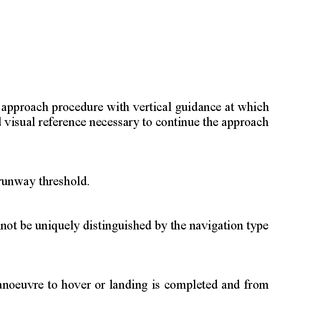 approach procedure with vertical guidance at which
visual reference necessary to continue the approach
runway threshold.
not be uniquely distinguished by the navigation type
to hover or landing is completed and from